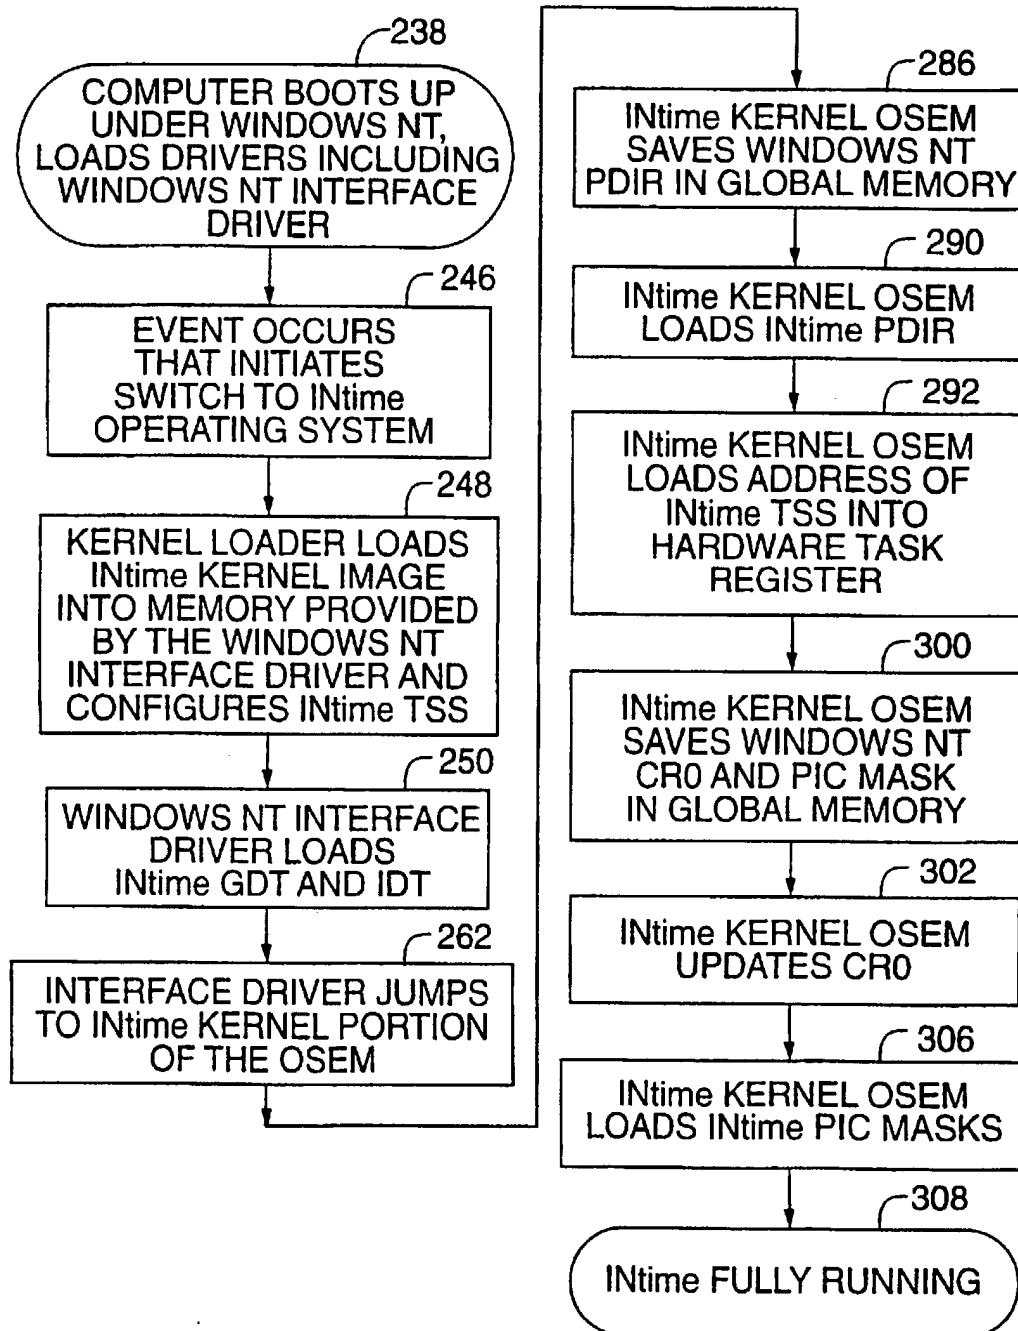 238
COMPUTER BOOTS UP
UNDER WINDOWS NT,
LOADS DRIVERS INCLUDING
WINDOWS NT INTERFACE
DRIVER
246
EVENT OCCURS
THAT INITIATES
SWITCH TO INtime
OPERATING SYSTEM
248
KERNEL LOADER LOADS
INtime KERNEL IMAGE
INTO MEMORY PROVIDED
BY THE WINDOWS NT
INTERFACE DRIVER AND
CONFIGURES INtime TSS
250
WINDOWS NT INTERFACE
DRIVER LOADS
INtime GDT AND IDT
262
INTERFACE DRIVER JUMPS
TO INtime KERNEL PORTION
OF THE OSEM
286
INtime KERNEL OSEM
SAVES WINDOWS NT
PDIR IN GLOBAL MEMORY
290
INtime KERNEL OSEM
LOADS INtime PDIR
292
INtime KERNEL OSEM
LOADS ADDRESS OF
INtime TSS INTO
HARDWARE TASK
REGISTER
300
INtime KERNEL OSEM
SAVES WINDOWS NT
CR0 AND PIC MASK
IN GLOBAL MEMORY
302
INtime KERNEL OSEM
UPDATES CR0
306
INtime KERNEL OSEM
LOADS INtime PIC MASKS
308
INtime FULLY RUNNING